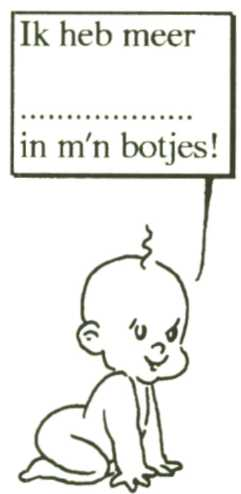 Ik heb meer
...................
in m'n botjes!